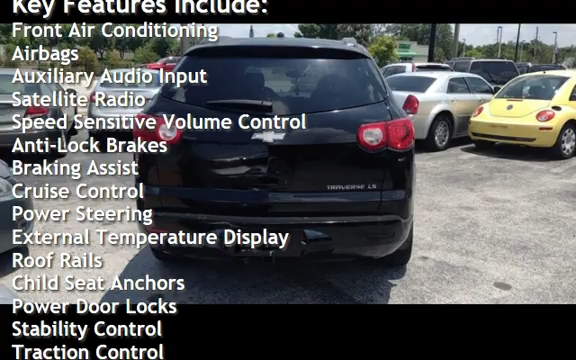 Key Features Include:
Front Air Conditioning
Airbags
Auxiliary Audio Input
Satellite Radio
Speed Sensitive Volume Control
Anti-Lock Brakes
Braking Assist
Cruise Control
Power Steering
External Temperature Display
Roof Rails
Child Seat Anchors
Power Door Locks
Stability Control
Traction Control
TRAVERSE LS